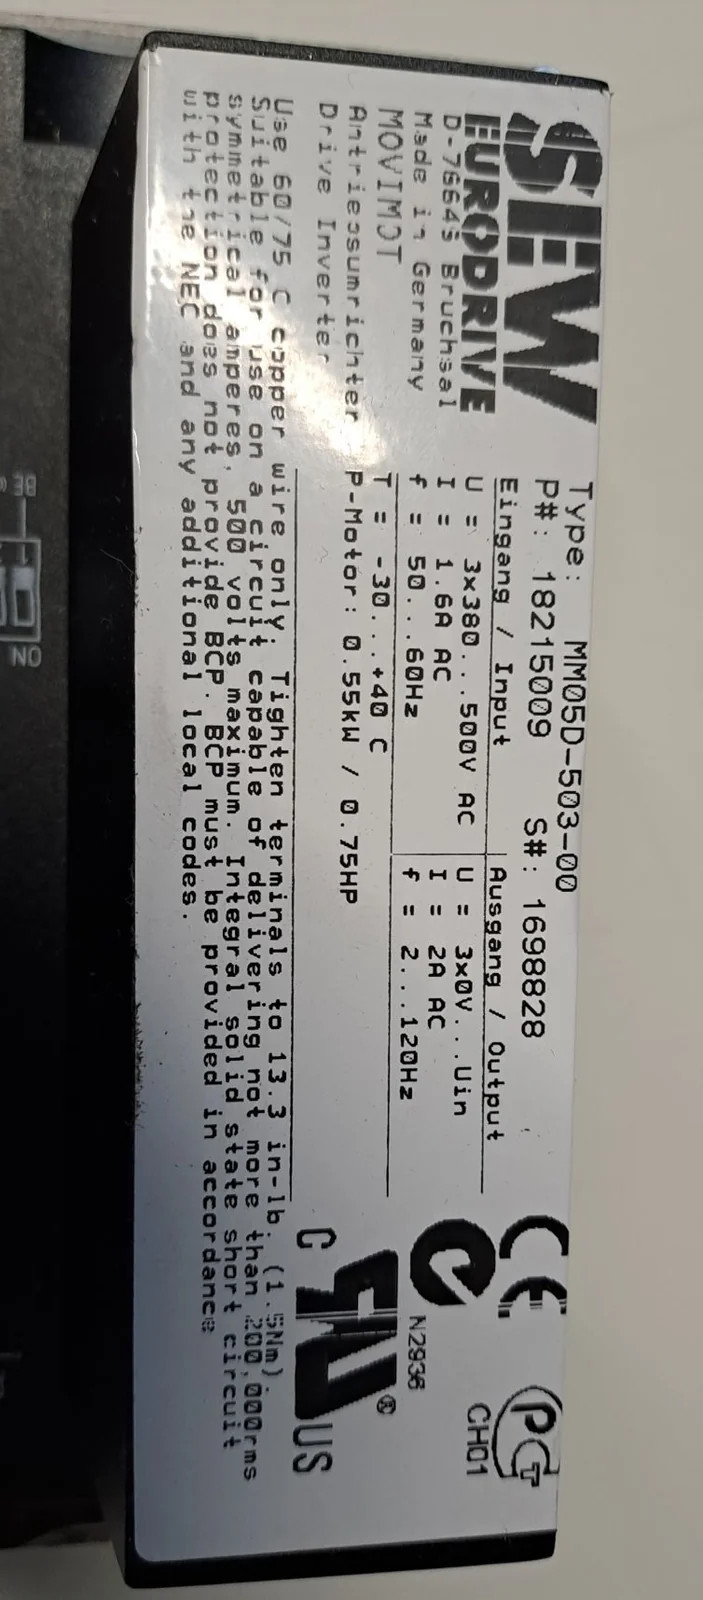 SEW
EURODRIVE
D-76646 Bruchsal
Made in Germany
MOVIMOT
Antriebsumrichter
Drive Inverter
Type: MM05D-503-00
P#: 18215009 S#: 1698828
Eingang / Input
U = 3x380...500V AC
I = 1.6A AC
f = 50...60Hz
Ausgang / Output
U = 3x0V...Uin
I = 2A AC
f = 2...120Hz
T = -30...+40 C
P-Motor: 0.55kW / 0.75HP
Use 60/75 C copper wire only. Tighten terminals to 13.3 in-lb. (1.5Nm).
Suitable for use on a circuit capable of delivering not more than 200,000rms
symmetrical amperes, 500 volts maximum. Integral solid state short circuit
protection does not provide BCP. BCP must be provided in accordance
with the NEC and any additional local codes.
CE
PCT
CH01
N2936
C UL US ®
BE
1
ON